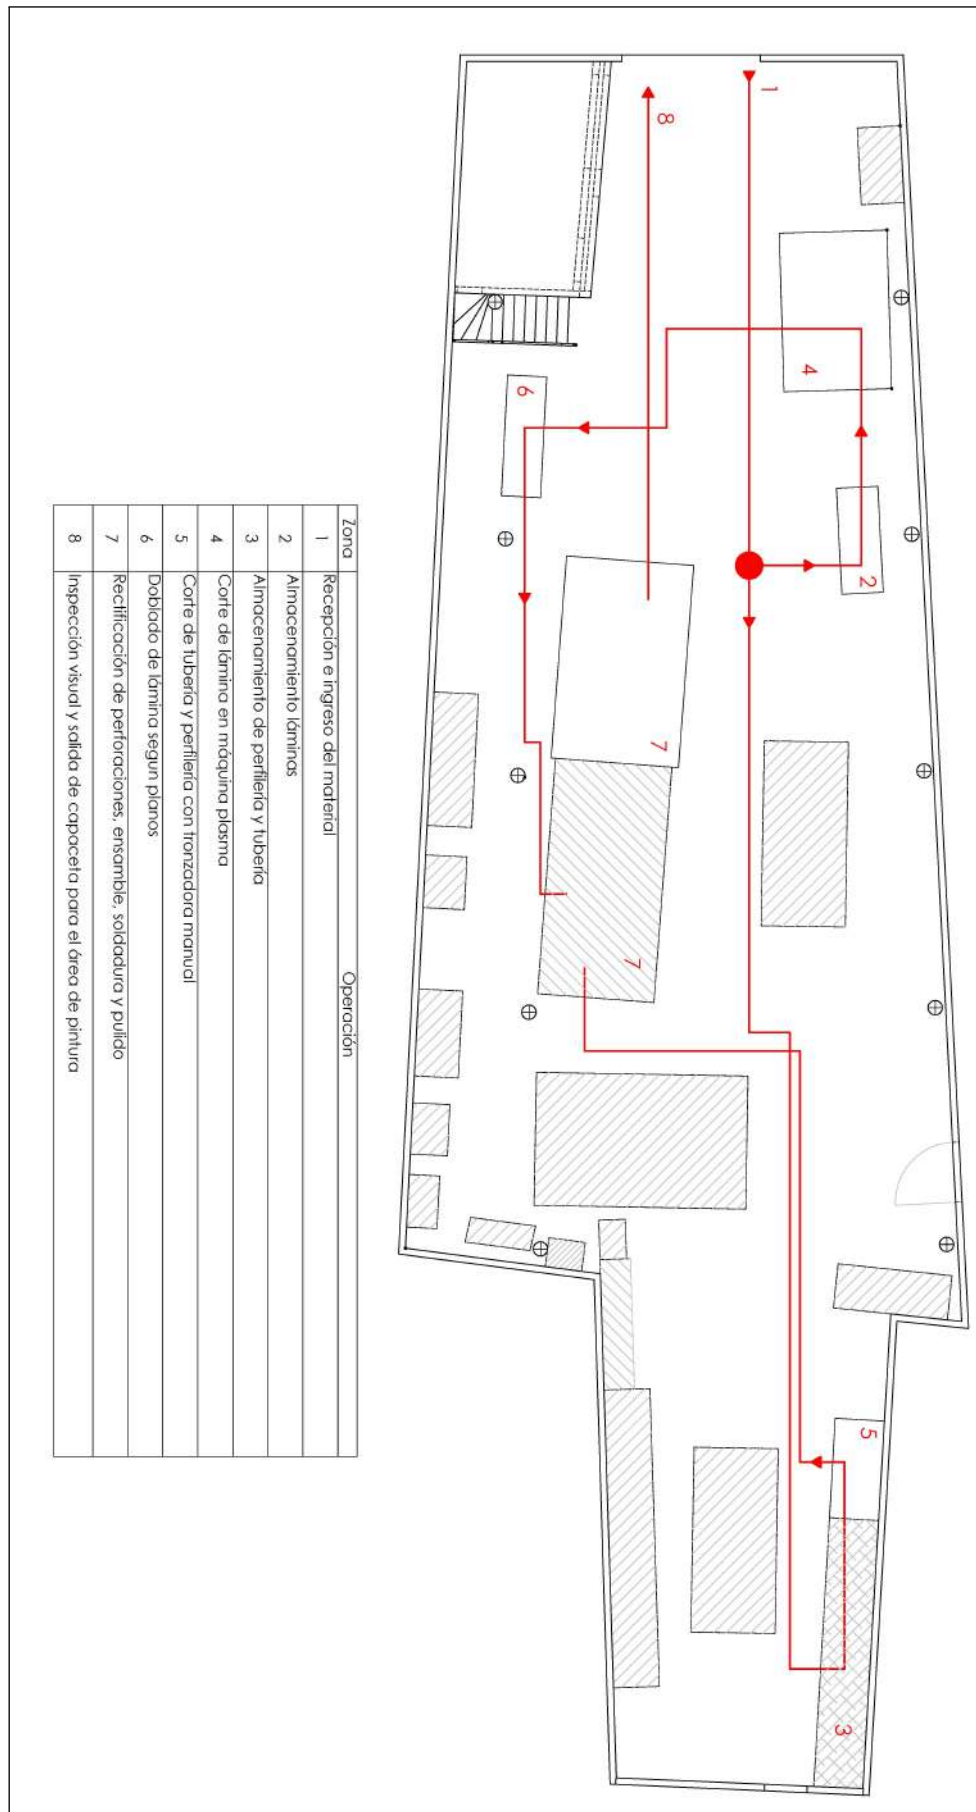 1
8
4
6
2
7
7
5
3
Zona Operación
1 Recepción e ingreso del material
2 Almacenamiento láminas
3 Almacenamiento de perfilería y tubería
4 Corte de lámina en máquina plasma
5 Corte de tubería y perfilería con tronzadora manual
6 Doblado de lámina segun planos
7 Rectificación de perforaciones, ensamble, soldadura y pulido
8 Inspección visual y salida de capaceta para el área de pintura